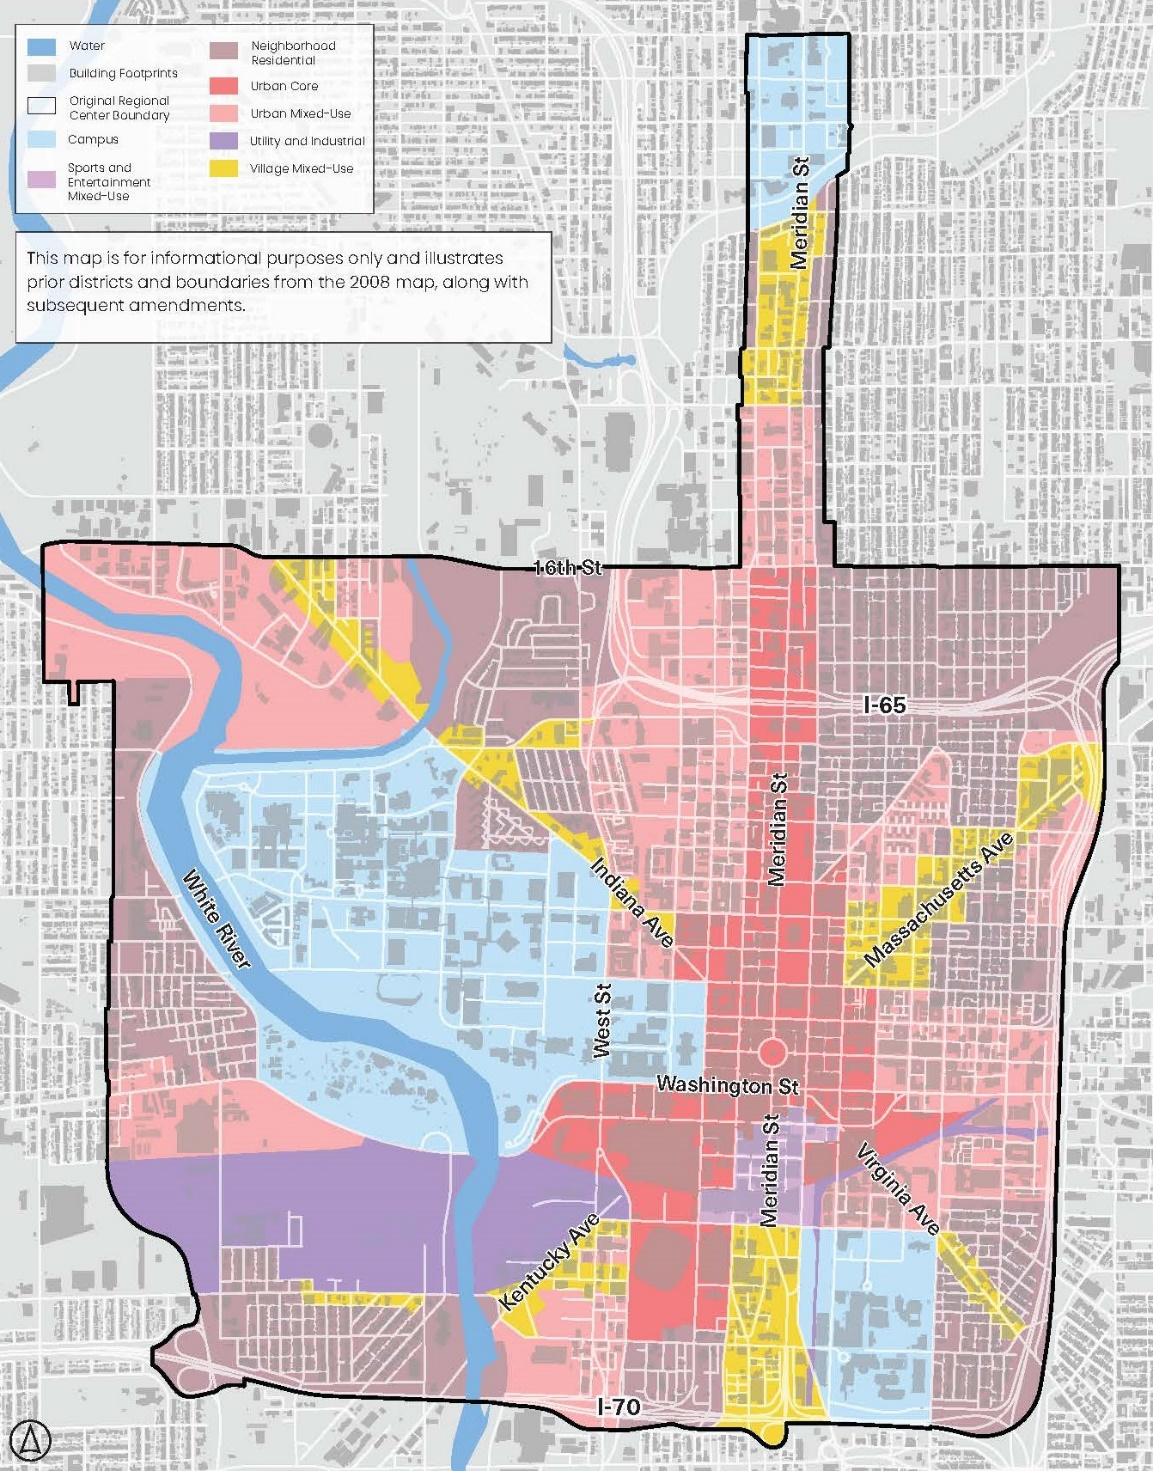 Water
Building Footprints
Original Regional
Center Boundary
Campus
Sports and
Entertainment
Mixed-Use
Neighborhood
Residential
Urban Core
Urban Mixed-Use
Utility and Industrial
Village Mixed-Use
This map is for informational purposes only and illustrates
prior districts and boundaries from the 2008 map, along with
subsequent amendments.
Meridian St
16th St
I-65
Meridian St
Massachusetts Ave
Indiana Ave
White River
West St
Washington St
Meridian St
Virginia Ave
Kentucky Ave
I-70